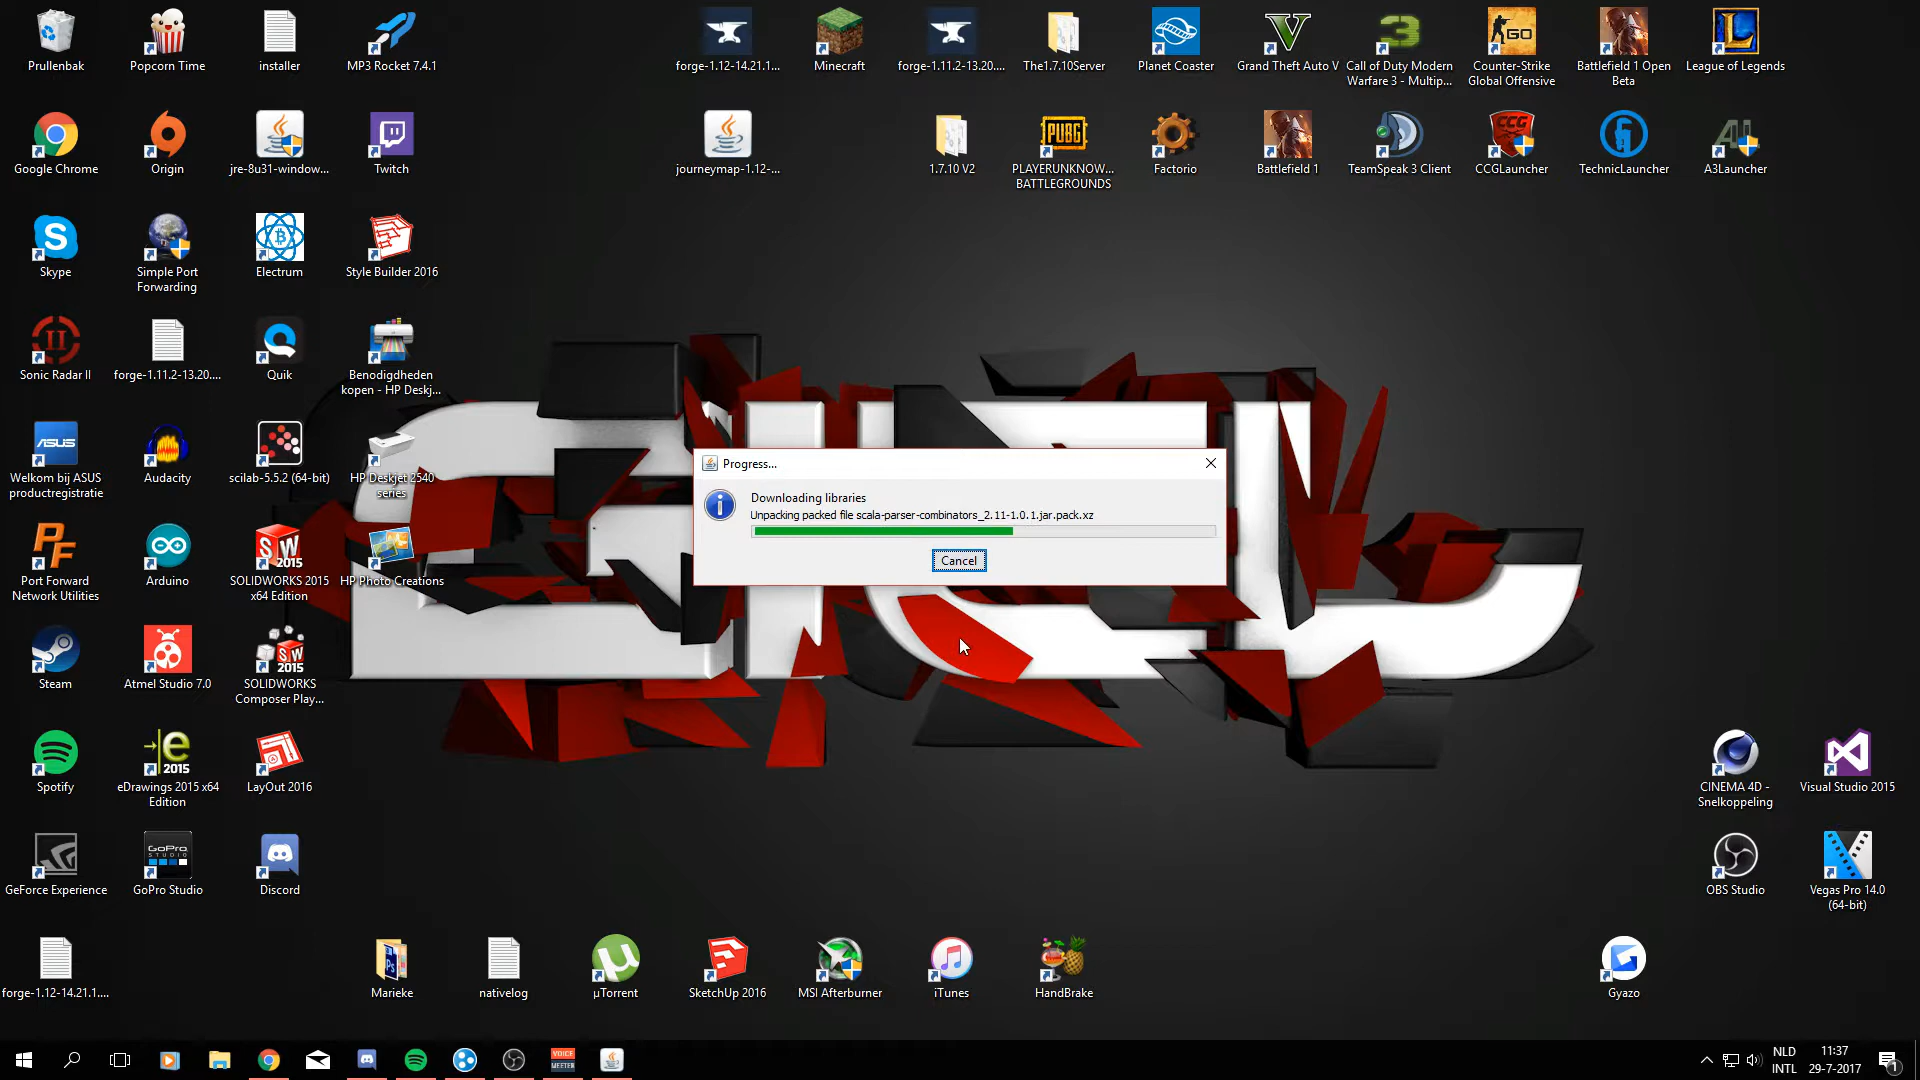 Prullenbak
Popcorn Time
installer
MP3 Rocket 7.4.1
forge-1.12-14.21.1....
Minecraft
forge-1.11.2-13.20....
The1.7.10Server
Planet Coaster
Grand Theft Auto V
Call of Duty Modern
Warfare 3 - Multip...
Counter-Strike
Global Offensive
Battlefield 1 Open
Beta
League of Legends
Google Chrome
Origin
jre-8u31-window...
Twitch
journeymap-1.12-...
1.7.10 V2
PLAYERUNKNOW...
BATTLEGROUNDS
Factorio
Battlefield 1
TeamSpeak 3 Client
CCGLauncher
TechnicLauncher
A3Launcher
Skype
Simple Port
Forwarding
Electrum
Style Builder 2016
Sonic Radar II
forge-1.11.2-13.20....
Quik
Benodigdheden
kopen - HP Deskj...
Welkom bij ASUS
productregistratie
Audacity
scilab-5.5.2 (64-bit)
HP Deskjet 2540
series
Progress...
Downloading libraries
Unpacking packed file scala-parser-combinators_2.11-1.0.1.jar.pack.xz
Cancel
Port Forward
Network Utilities
Arduino
SOLIDWORKS 2015
x64 Edition
HP Photo Creations
Steam
Atmel Studio 7.0
SOLIDWORKS
Composer Play...
Spotify
eDrawings 2015 x64
Edition
LayOut 2016
CINEMA 4D -
Snelkoppeling
Visual Studio 2015
GeForce Experience
GoPro Studio
Discord
OBS Studio
Vegas Pro 14.0
(64-bit)
forge-1.12-14.21.1....
Marieke
nativelog
µTorrent
SketchUp 2016
MSI Afterburner
iTunes
HandBrake
Gyazo
VOICE
MEETER
NLD
INTL
11:37
29-7-2017
1